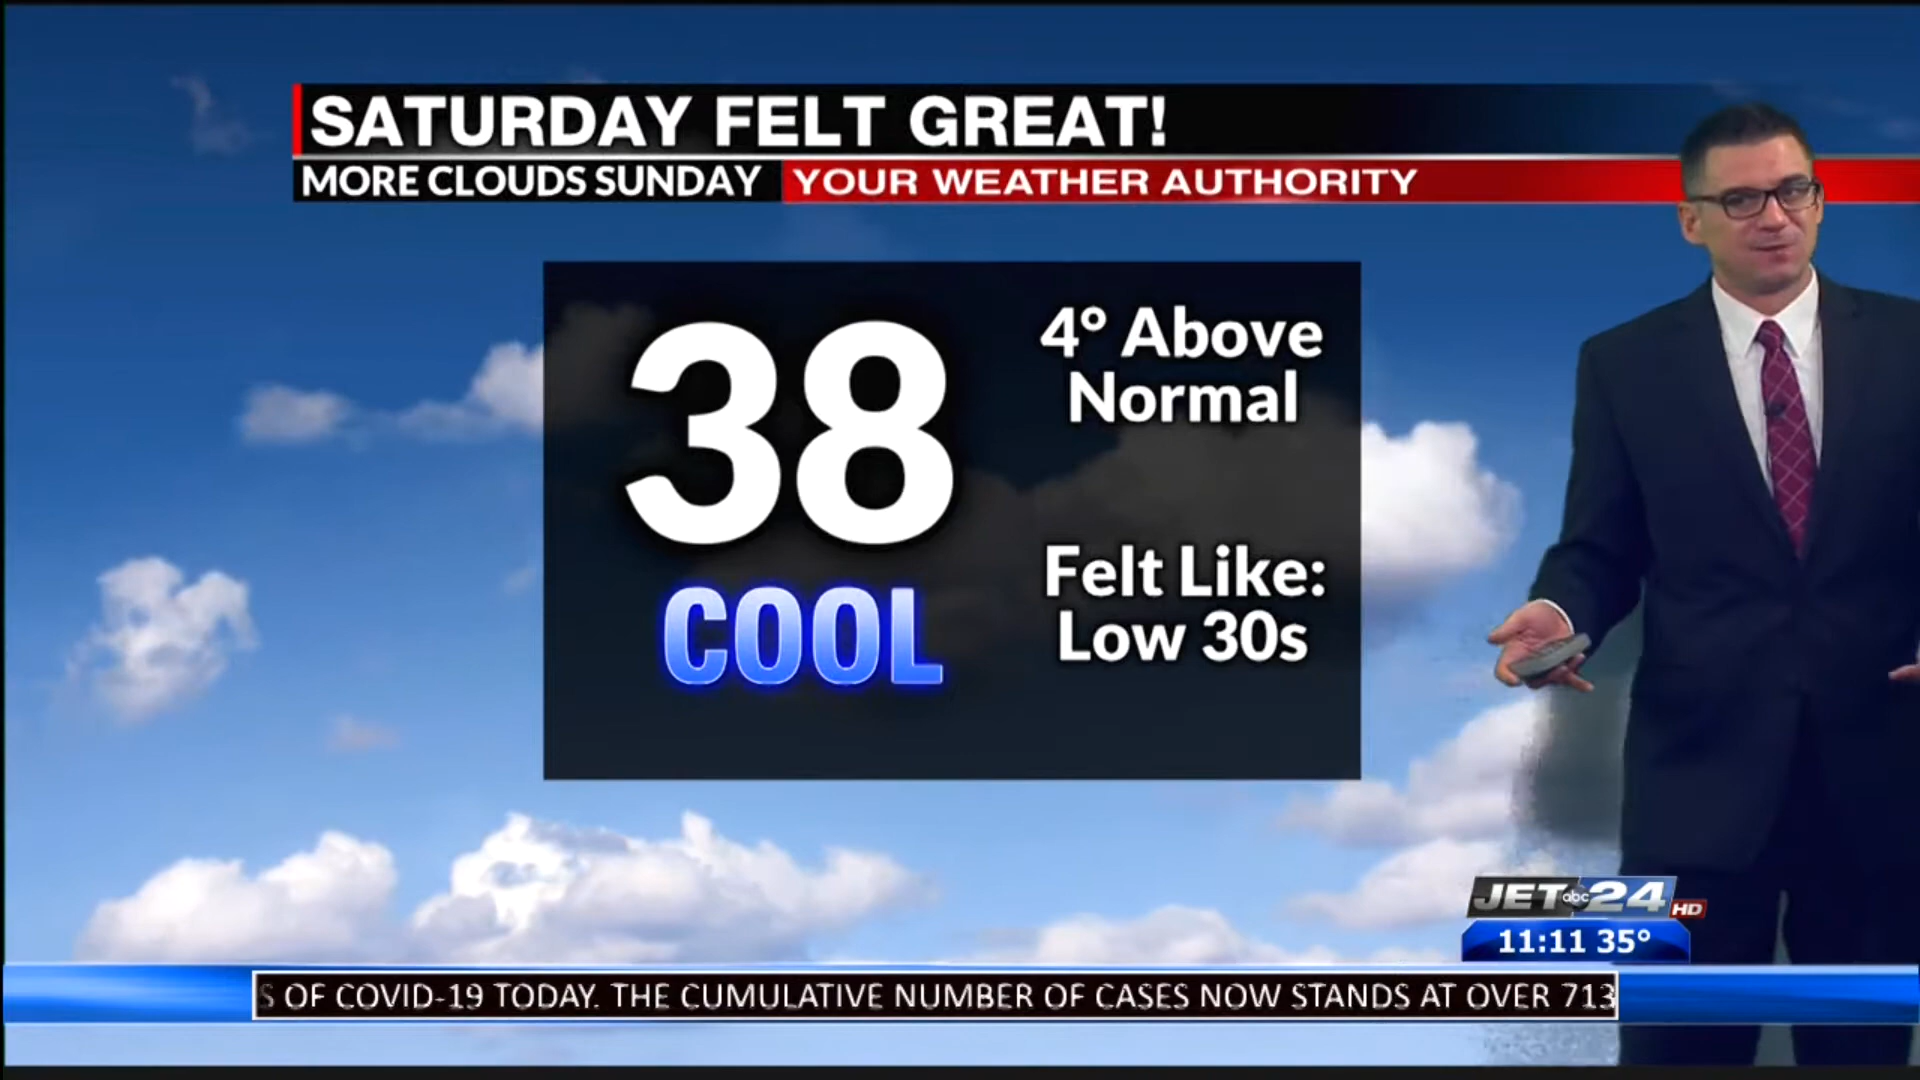 SATURDAY FELT GREAT!
MORE CLOUDS SUNDAY
YOUR WEATHER AUTHORITY
38
COOL
4° Above
Normal
Felt Like:
Low 30s
JET abc 24 HD
11:11 35°
S OF COVID-19 TODAY. THE CUMULATIVE NUMBER OF CASES NOW STANDS AT OVER 713